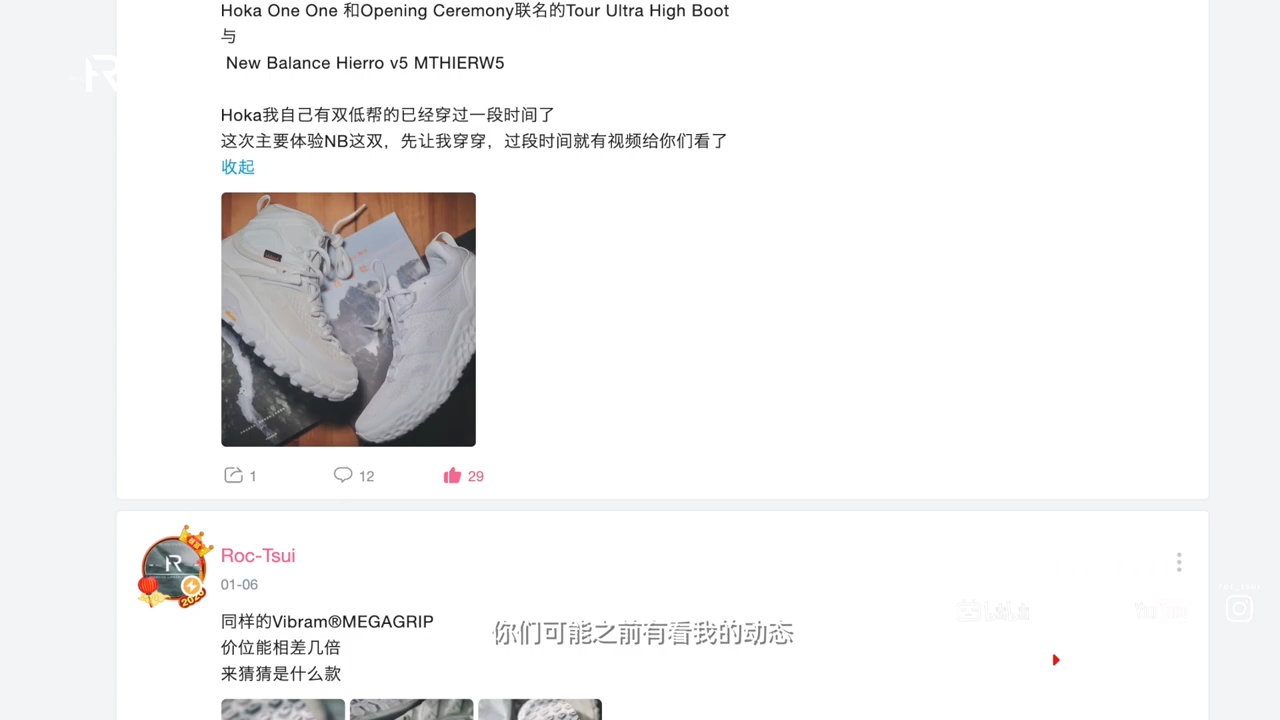 Hoka One One 和Opening Ceremony联名的Tour Ultra High Boot
与
New Balance Hierro v5 MTHIERW5
Hoka我自己有双低帮的已经穿过一段时间了
这次主要体验NB这双，先让我穿穿，过段时间就有视频给你们看了
收起
1
12
29
Roc-Tsui
01-06
2020
同样的Vibram®MEGAGRIP
价位能相差几倍
来猜猜是什么款
你们可能之前有看我的动态
bilibili
YouTube